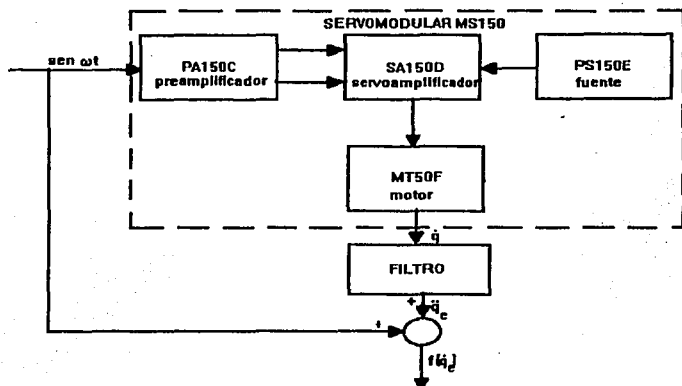 SERVOMODULAR MS150
sen ωt
PA150C
preamplificador
SA150D
servoamplificador
PS150E
fuente
MT50F
motor
q̇
FILTRO
+
q̈e
+
f[q̇e]